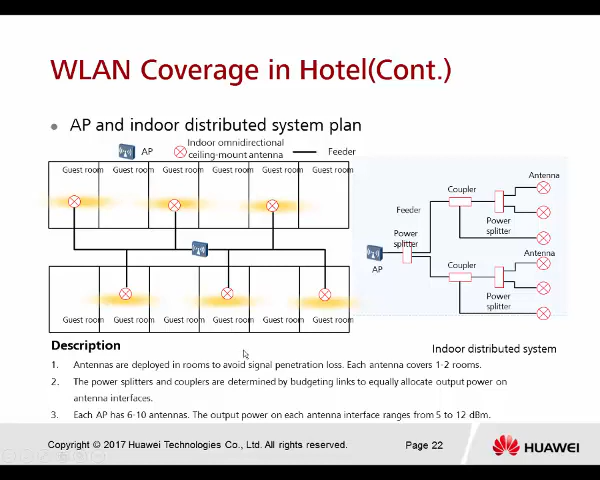 WLAN Coverage in Hotel(Cont.)
AP and indoor distributed system plan
AP
Indoor omnidirectional
ceiling-mount antenna
Feeder
Guest room Guest room Guest room Guest room Guest room Guest room
Guest room Guest room Guest room Guest room Guest room Guest room
Antenna
Coupler
Feeder
Power
splitter
Power
splitter
AP
Antenna
Coupler
Power
splitter
Indoor distributed system
Description
1. Antennas are deployed in rooms to avoid signal penetration loss. Each antenna covers 1-2 rooms.
2. The power splitters and couplers are determined by budgeting links to equally allocate output power on
antenna interfaces.
3. Each AP has 6-10 antennas. The output power on each antenna interface ranges from 5 to 12 dBm.
Copyright © 2017 Huawei Technologies Co., Ltd. All rights reserved.
Page 22
HUAWEI